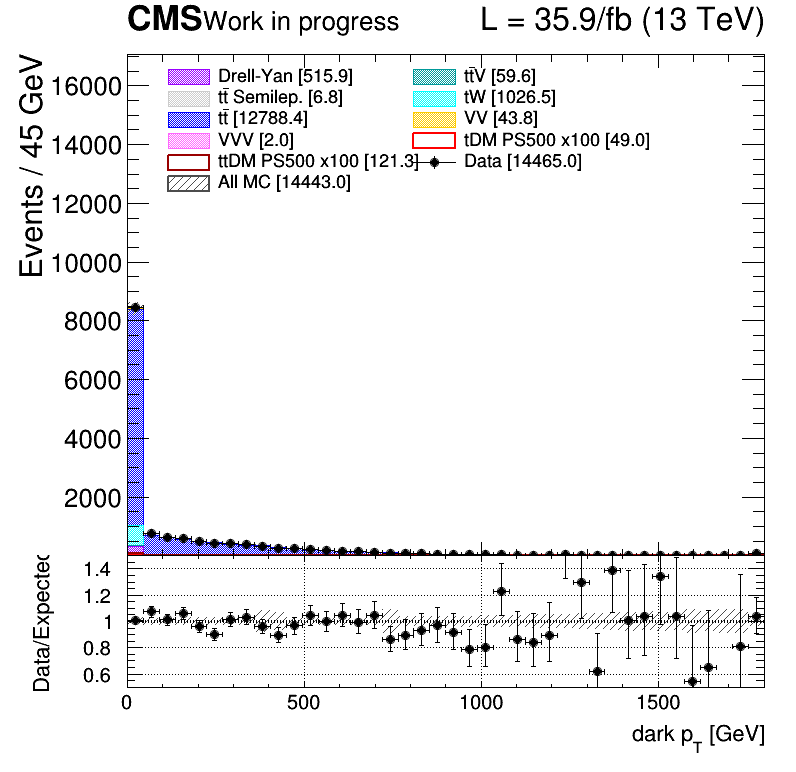 CMS Work in progress L = 35.9/fb (13 TeV)
Events / 45 GeV
16000
14000
12000
10000
8000
6000
4000
2000
Drell-Yan [515.9]
tt̄V [59.6]
tt̄ Semilep. [6.8]
tW [1026.5]
tt̄ [12788.4]
VV [43.8]
VVV [2.0]
tDM PS500 x100 [49.0]
ttDM PS500 x100 [121.3]
Data [14465.0]
All MC [14443.0]
Data/Expected
1.4
1.2
1
0.8
0.6
0 500 1000 1500
dark p_T [GeV]